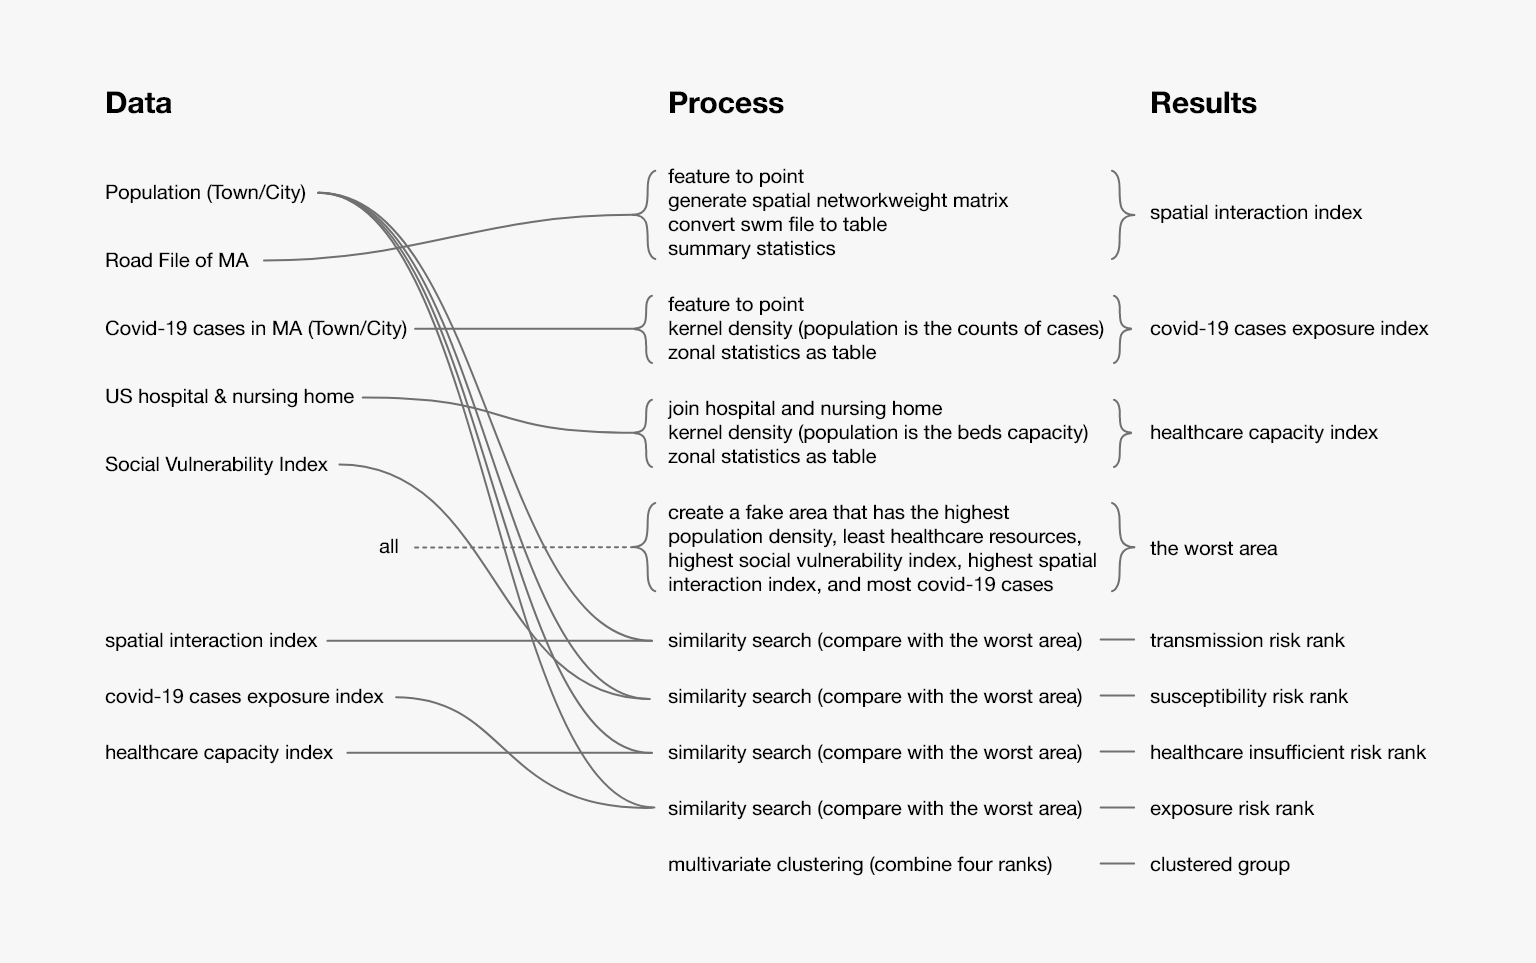 Data
Process
Results
Population (Town/City)
Road File of MA
Covid-19 cases in MA (Town/City)
US hospital & nursing home
Social Vulnerability Index
all
spatial interaction index
covid-19 cases exposure index
healthcare capacity index
feature to point
generate spatial networkweight matrix
convert swm file to table
summary statistics
feature to point
kernel density (population is the counts of cases)
zonal statistics as table
join hospital and nursing home
kernel density (population is the beds capacity)
zonal statistics as table
create a fake area that has the highest
population density, least healthcare resources,
highest social vulnerability index, highest spatial
interaction index, and most covid-19 cases
similarity search (compare with the worst area)
similarity search (compare with the worst area)
similarity search (compare with the worst area)
similarity search (compare with the worst area)
multivariate clustering (combine four ranks)
spatial interaction index
covid-19 cases exposure index
healthcare capacity index
the worst area
transmission risk rank
susceptibility risk rank
healthcare insufficient risk rank
exposure risk rank
clustered group